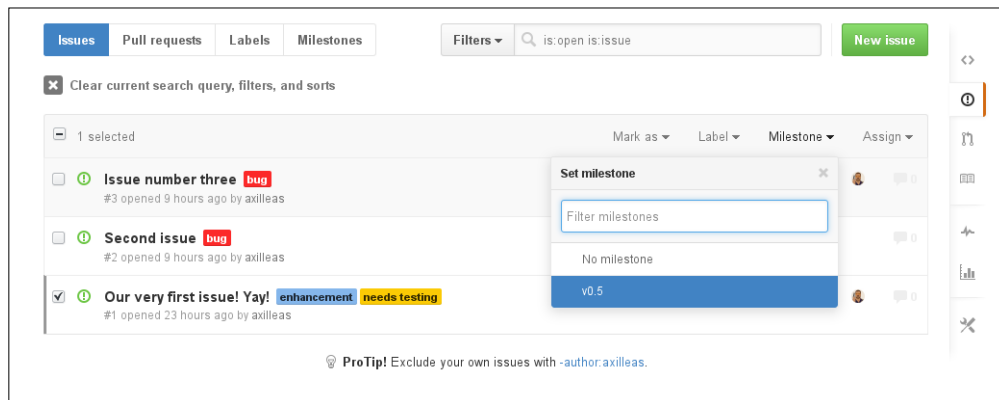 Issues Pull requests Labels Milestones Filters is:open is:issue New issue
Clear current search query, filters, and sorts
1 selected Mark as Label Milestone Assign
Set milestone
Filter milestones
No milestone
v0.5
Issue number three bug 0
#3 opened 9 hours ago by axilleas
Second issue bug 0
#2 opened 9 hours ago by axilleas
Our very first issue! Yay! enhancement needs testing 0
#1 opened 23 hours ago by axilleas
ProTip! Exclude your own issues with -author:axilleas.